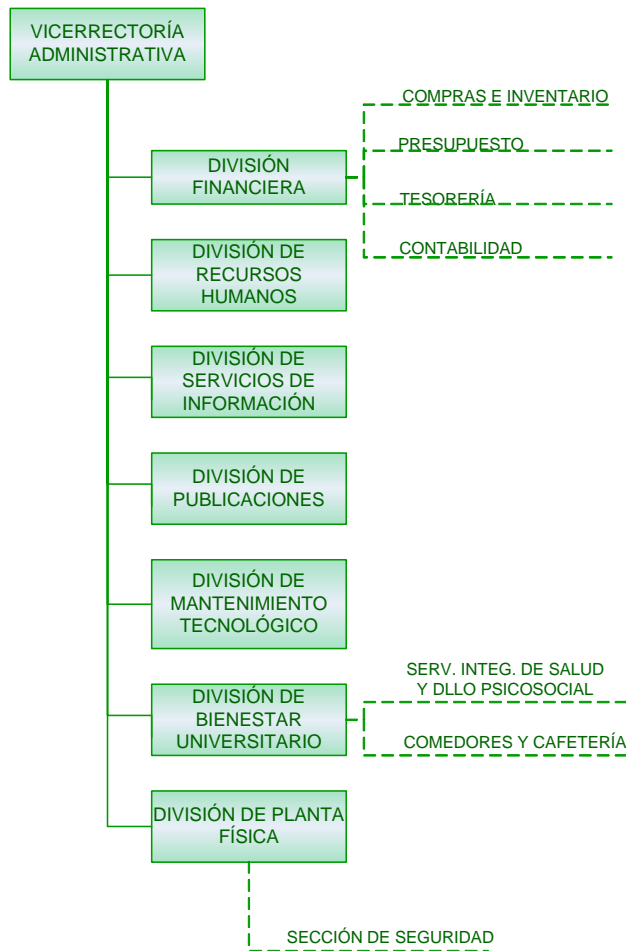 VICERRECTORÍA
ADMINISTRATIVA
COMPRAS E INVENTARIO
PRESUPUESTO
DIVISIÓN
FINANCIERA
TESORERÍA
CONTABILIDAD
DIVISIÓN DE
RECURSOS
HUMANOS
DIVISIÓN DE
SERVICIOS DE
INFORMACIÓN
DIVISIÓN DE
PUBLICACIONES
DIVISIÓN DE
MANTENIMIENTO
TECNOLÓGICO
DIVISIÓN DE
BIENESTAR
UNIVERSITARIO
SERV. INTEG. DE SALUD
Y DLLO PSICOSOCIAL
COMEDORES Y CAFETERÍA
DIVISIÓN DE PLANTA
FÍSICA
SECCIÓN DE SEGURIDAD